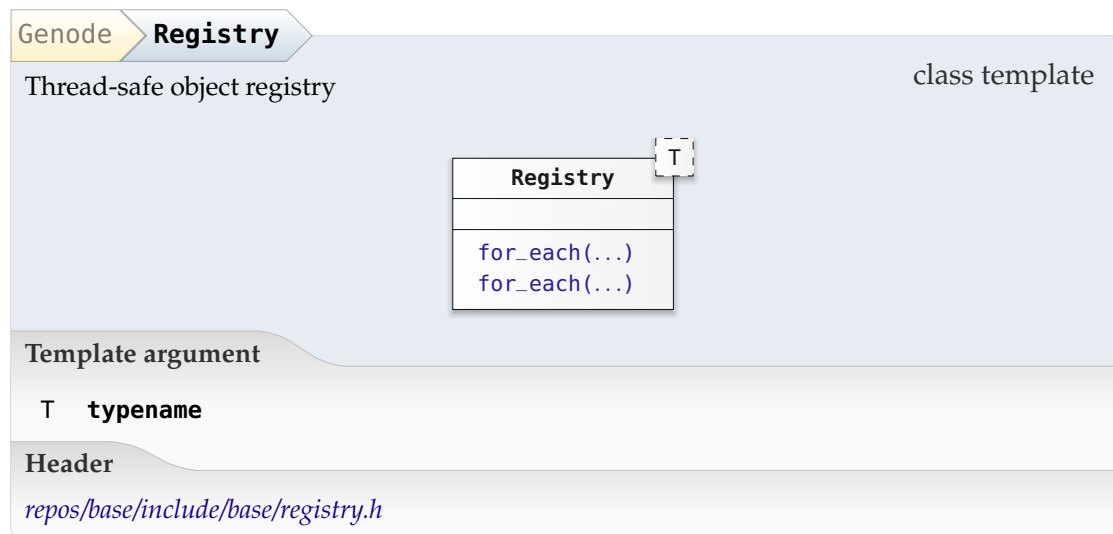 Genode Registry
Thread-safe object registry
class template
T
Registry
for_each(...)
for_each(...)
Template argument
T typename
Header
repos/base/include/base/registry.h